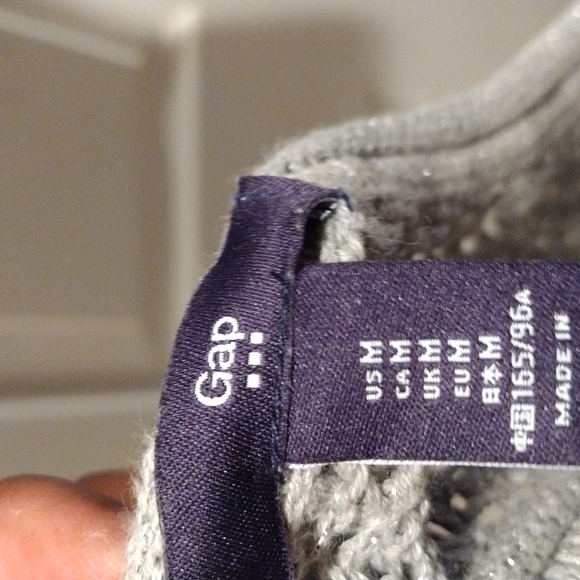 Gap
US M
CA M
UK M
EU M
日本 M
中国 165/96A
MADE IN